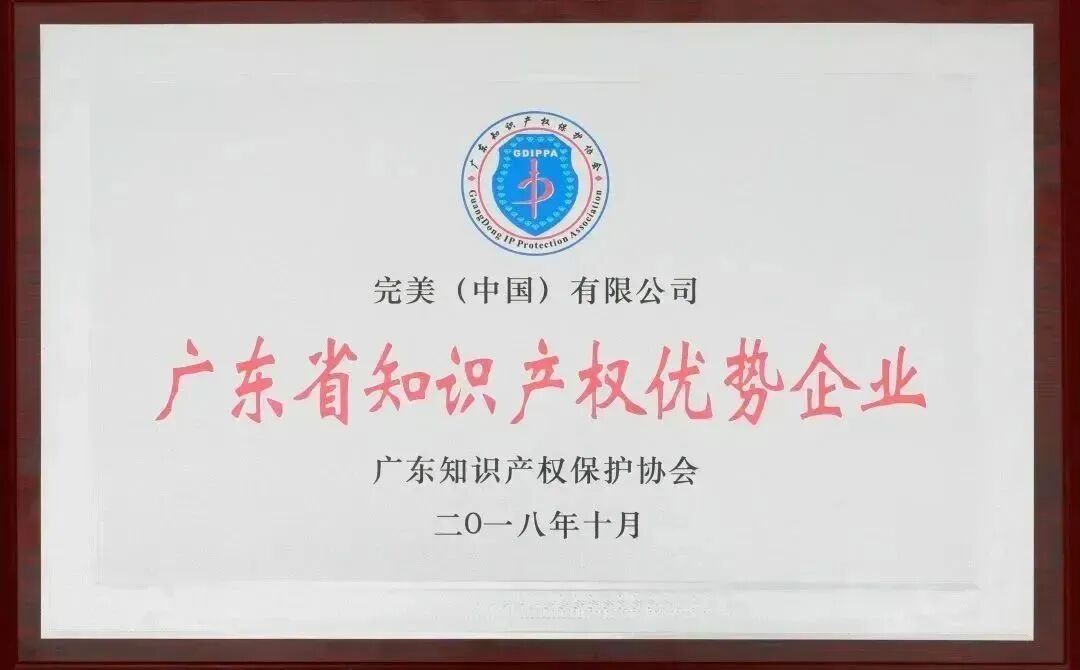 广东知识产权保护协会
GDIPPA
GuangDong IP Protection Association
完美（中国）有限公司
广东省知识产权优势企业
广东知识产权保护协会
二O一八年十月